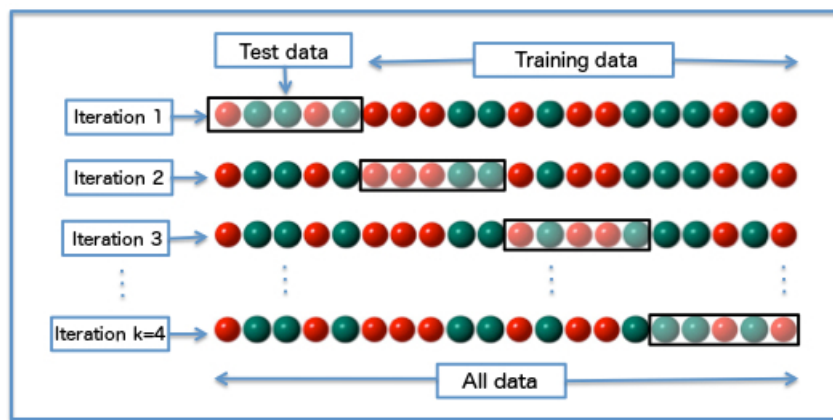 Test data
Training data
Iteration 1
Iteration 2
Iteration 3
Iteration k=4
All data